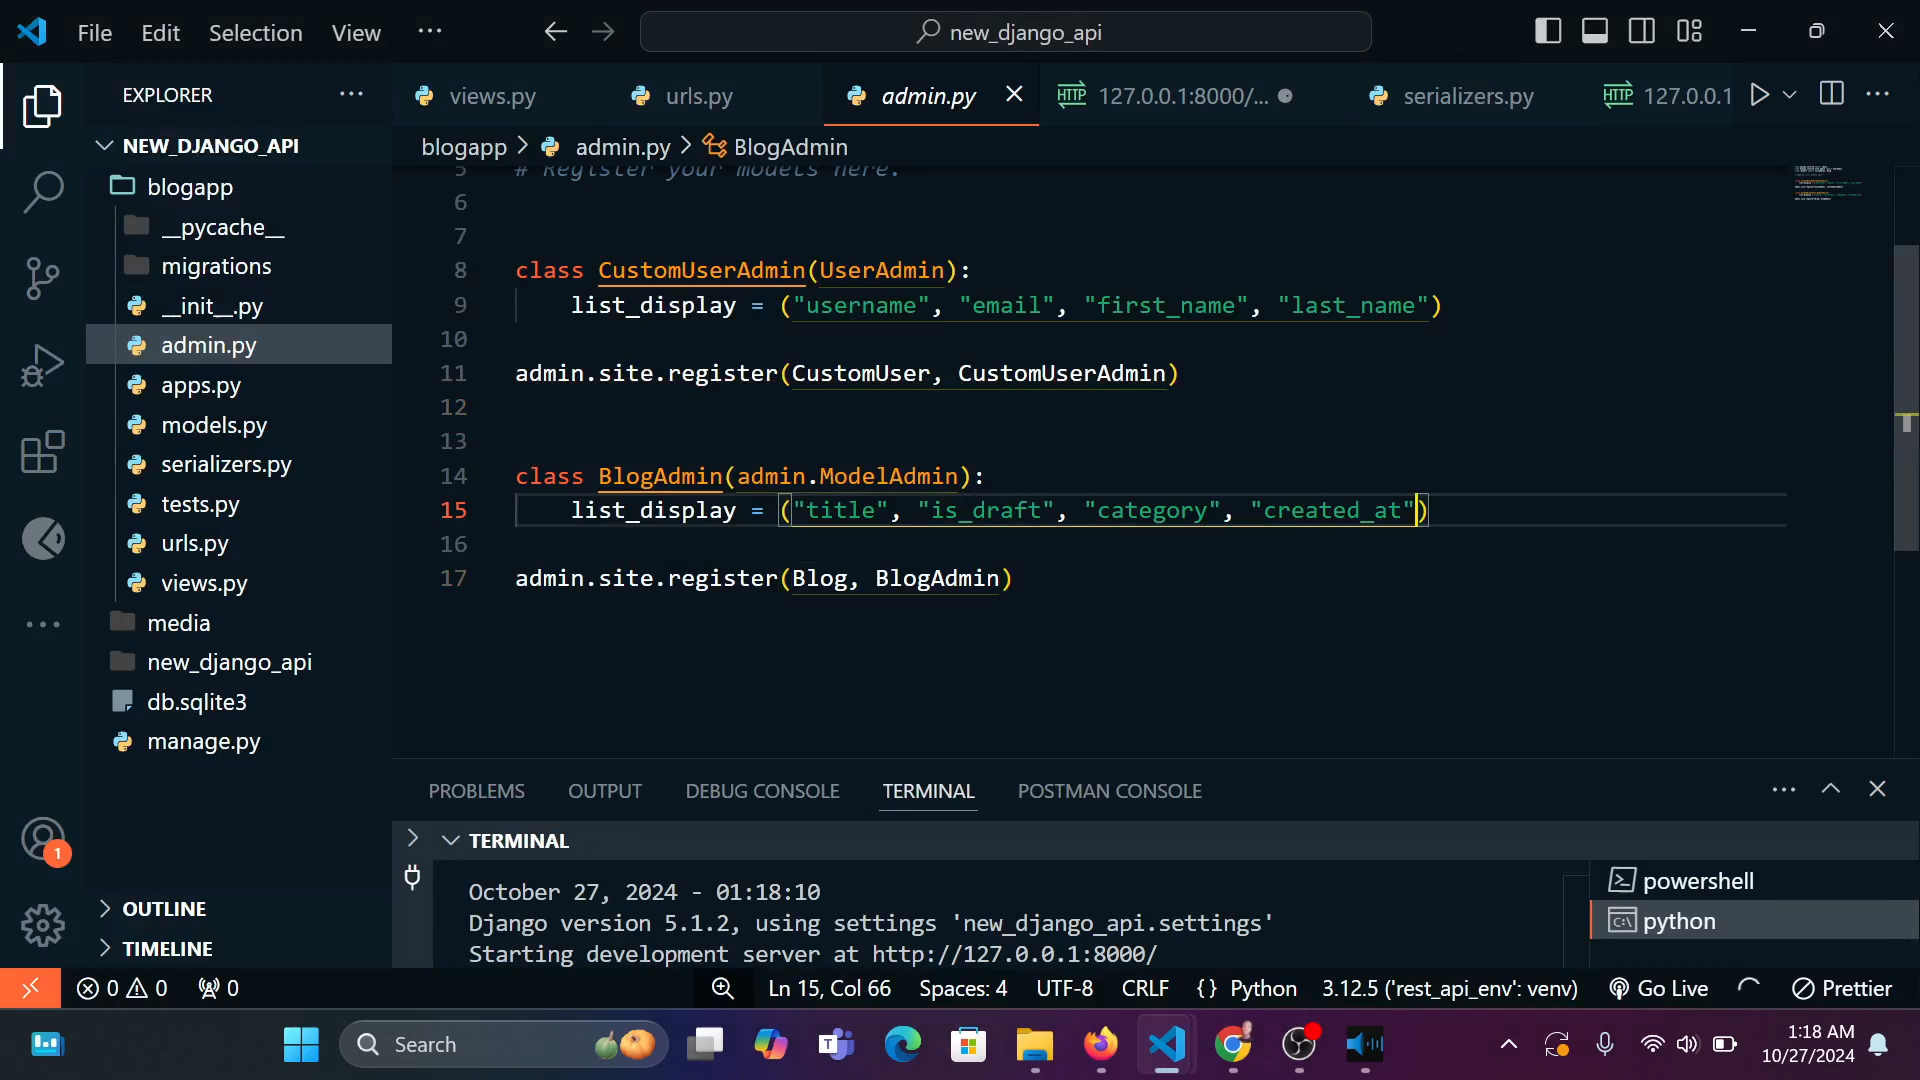 File Edit Selection View ...
new_django_api
EXPLORER ...
views.py urls.py admin.py HTTP 127.0.0.1:8000/... serializers.py HTTP 127.0.0.1
NEW_DJANGO_API
blogapp > admin.py > BlogAdmin
blogapp
__pycache__
migrations
__init__.py
admin.py
apps.py
models.py
serializers.py
tests.py
urls.py
views.py
media
new_django_api
db.sqlite3
manage.py
OUTLINE
TIMELINE
5 # Register your models here.
6
7
8 class CustomUserAdmin(UserAdmin):
9 list_display = ("username", "email", "first_name", "last_name")
10
11 admin.site.register(CustomUser, CustomUserAdmin)
12
13
14 class BlogAdmin(admin.ModelAdmin):
15 list_display = ("title", "is_draft", "category", "created_at")
16
17 admin.site.register(Blog, BlogAdmin)
PROBLEMS OUTPUT DEBUG CONSOLE TERMINAL POSTMAN CONSOLE
TERMINAL
October 27, 2024 - 01:18:10
Django version 5.1.2, using settings 'new_django_api.settings'
Starting development server at http://127.0.0.1:8000/
powershell
python
1
0 0 0 Ln 15, Col 66 Spaces: 4 UTF-8 CRLF {} Python 3.12.5 ('rest_api_env': venv) Go Live Prettier
Search
1:18 AM
10/27/2024